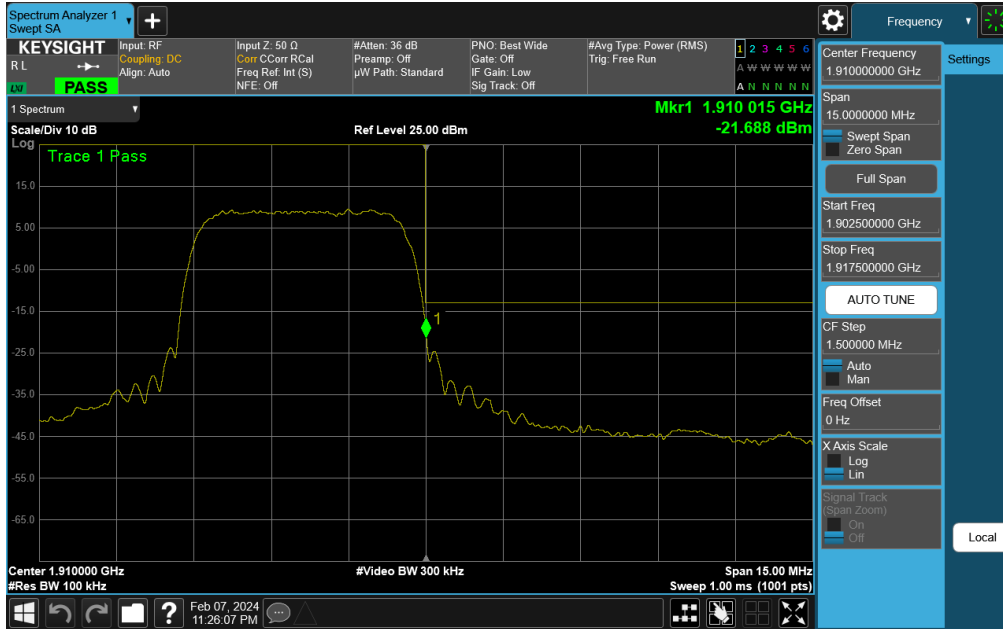 Spectrum Analyzer 1
Swept SA
Frequency
KEYSIGHT
R L
LXI
PASS
Input: RF
Coupling: DC
Align: Auto
Input Z: 50 Ω
Corr CCorr RCal
Freq Ref: Int (S)
NFE: Off
#Atten: 36 dB
Preamp: Off
µW Path: Standard
PNO: Best Wide
Gate: Off
IF Gain: Low
Sig Track: Off
#Avg Type: Power (RMS)
Trig: Free Run
1 2 3 4 5 6
A W W W W W
A N N N N N
1 Spectrum
Scale/Div 10 dB
Ref Level 25.00 dBm
Mkr1 1.910 015 GHz
-21.688 dBm
Log
Trace 1 Pass
15.0
5.00
-5.00
-15.0
-25.0
-35.0
-45.0
-55.0
-65.0
1
Center 1.910000 GHz
#Res BW 100 kHz
#Video BW 300 kHz
Span 15.00 MHz
Sweep 1.00 ms (1001 pts)
Feb 07, 2024
11:26:07 PM
Center Frequency
1.910000000 GHz
Span
15.0000000 MHz
Swept Span
Zero Span
Full Span
Start Freq
1.902500000 GHz
Stop Freq
1.917500000 GHz
AUTO TUNE
CF Step
1.500000 MHz
Auto
Man
Freq Offset
0 Hz
X Axis Scale
Log
Lin
Signal Track
(Span Zoom)
On
Off
Settings
Local